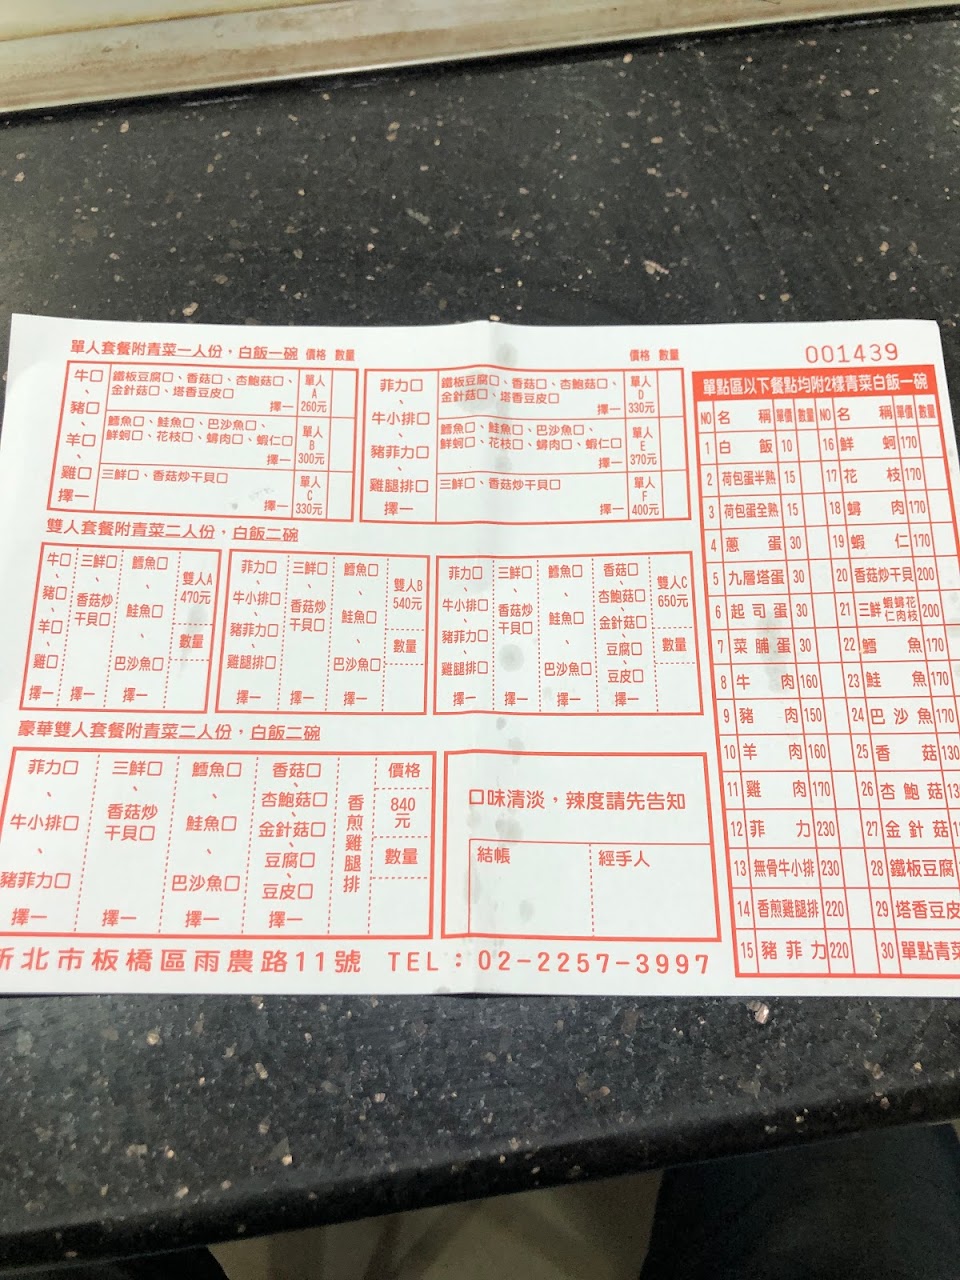 001439
單人套餐附青菜一人份，白飯一碗 價格 數量
牛□、豬□、羊□、雞□ 擇一
鐵板豆腐□、香菇□、杏鮑菇□、
金針菇□、塔香豆皮□
擇一
單人A 260元
鱈魚□、鮭魚□、巴沙魚□、
鮮蚵□、花枝□、蟳肉□、蝦仁□
擇一
單人B 300元
三鮮□、香菇炒干貝□
擇一
單人C 330元
價格 數量
菲力□、牛小排□、豬菲力□、雞腿排□ 擇一
鐵板豆腐□、香菇□、杏鮑菇□、
金針菇□、塔香豆皮□
擇一
單人D 330元
鱈魚□、鮭魚□、巴沙魚□、
鮮蚵□、花枝□、蟳肉□、蝦仁□
擇一
單人E 370元
三鮮□、香菇炒干貝□
擇一
單人F 400元
雙人套餐附青菜二人份，白飯二碗
牛□、豬□、羊□、雞□ 擇一
三鮮□、香菇炒干貝□ 擇一
鱈魚□、鮭魚□、巴沙魚□ 擇一
雙人A 470元
數量
菲力□、牛小排□、豬菲力□、雞腿排□ 擇一
三鮮□、香菇炒干貝□ 擇一
鱈魚□、鮭魚□、巴沙魚□ 擇一
雙人B 540元
數量
菲力□、牛小排□、豬菲力□、雞腿排□ 擇一
三鮮□、香菇炒干貝□ 擇一
鱈魚□、鮭魚□、巴沙魚□ 擇一
香菇□、杏鮑菇□、金針菇□、豆腐□、豆皮□ 擇一
雙人C 650元
數量
豪華雙人套餐附青菜二人份，白飯二碗
菲力□、牛小排□、豬菲力□ 擇一
三鮮□、香菇炒干貝□ 擇一
鱈魚□、鮭魚□、巴沙魚□ 擇一
香菇□、杏鮑菇□、金針菇□、豆腐□、豆皮□ 擇一
香煎雞腿排
價格
840元
數量
口味清淡，辣度請先告知
結帳 經手人
新北市板橋區雨農路11號 TEL：02-2257-3997
單點區以下餐點均附2樣青菜白飯一碗
NO 名稱 單價 數量 NO 名稱 單價 數量
1 白飯 10 16 鮮蚵 170
2 荷包蛋半熟 15 17 花枝 170
3 荷包蛋全熟 15 18 蟳肉 170
4 蔥蛋 30 19 蝦仁 170
5 九層塔蛋 30 20 香菇炒干貝 200
6 起司蛋 30 21 三鮮 蝦蟳花仁肉枝 200
7 菜脯蛋 30 22 鱈魚 170
8 牛肉 160 23 鮭魚 170
9 豬肉 150 24 巴沙魚 170
10 羊肉 160 25 香菇 130
11 雞肉 170 26 杏鮑菇
12 菲力 230 27 金針菇
13 無骨牛小排 230 28 鐵板豆腐
14 香煎雞腿排 220 29 塔香豆皮
15 豬菲力 220 30 單點青菜